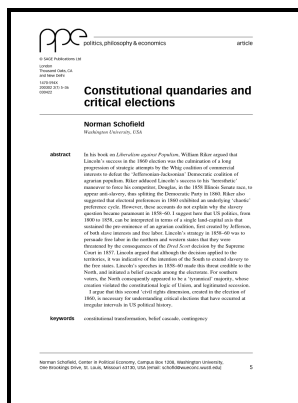 ppe politics, philosophy & economics article
© SAGE Publications Ltd
London
Thousand Oaks, CA
and New Delhi
1470-594X
200302 2(1) 5–36
030422
Constitutional quandaries and
critical elections
Norman Schofield
Washington University, USA
abstract In his book on Liberalism against Populism, William Riker argued that
Lincoln's success in the 1860 election was the culmination of a long
progression of strategic attempts by the Whig coalition of commercial
interests to defeat the 'Jeffersonian-Jacksonian' Democratic coalition of
agrarian populism. Riker adduced Lincoln's success to his 'heresthetic'
maneuver to force his competitor, Douglas, in the 1858 Illinois Senate race, to
appear anti-slavery, thus splitting the Democratic Party in 1860. Riker also
suggested that electoral preferences in 1860 exhibited an underlying 'chaotic'
preference cycle. However, these accounts do not explain why the slavery
question became paramount in 1858–60. I suggest here that US politics, from
1800 to 1858, can be interpreted in terms of a single land-capital axis that
sustained the pre-eminence of an agrarian coalition, first created by Jefferson,
of both slave interests and free labor. Lincoln's strategy in 1858–60 was to
persuade free labor in the northern and western states that they were
threatened by the consequences of the Dred Scott decision by the Supreme
Court in 1857. Lincoln argued that although the decision applied to the
territories, it was indicative of the intention of the South to extend slavery to
the free states. Lincoln's speeches in 1858–60 made this threat credible to the
North, and initiated a belief cascade among the electorate. For southern
voters, the North consequently appeared to be a 'tyrannical' majority, whose
creation violated the constitutional logic of Union, and legitimated secession.
I argue that this second 'civil rights dimension, created in the election of
1860, is necessary for understanding critical elections that have occurred at
irregular intervals in US political history.
keywords constitutional transformation, belief cascade, contingency
Norman Schofield, Center in Political Economy, Campus Box 1208, Washington University,
One Brookings Drive, St. Louis, Missouri 63130, USA (email: schofid@wueconc.wustl.edu) 5